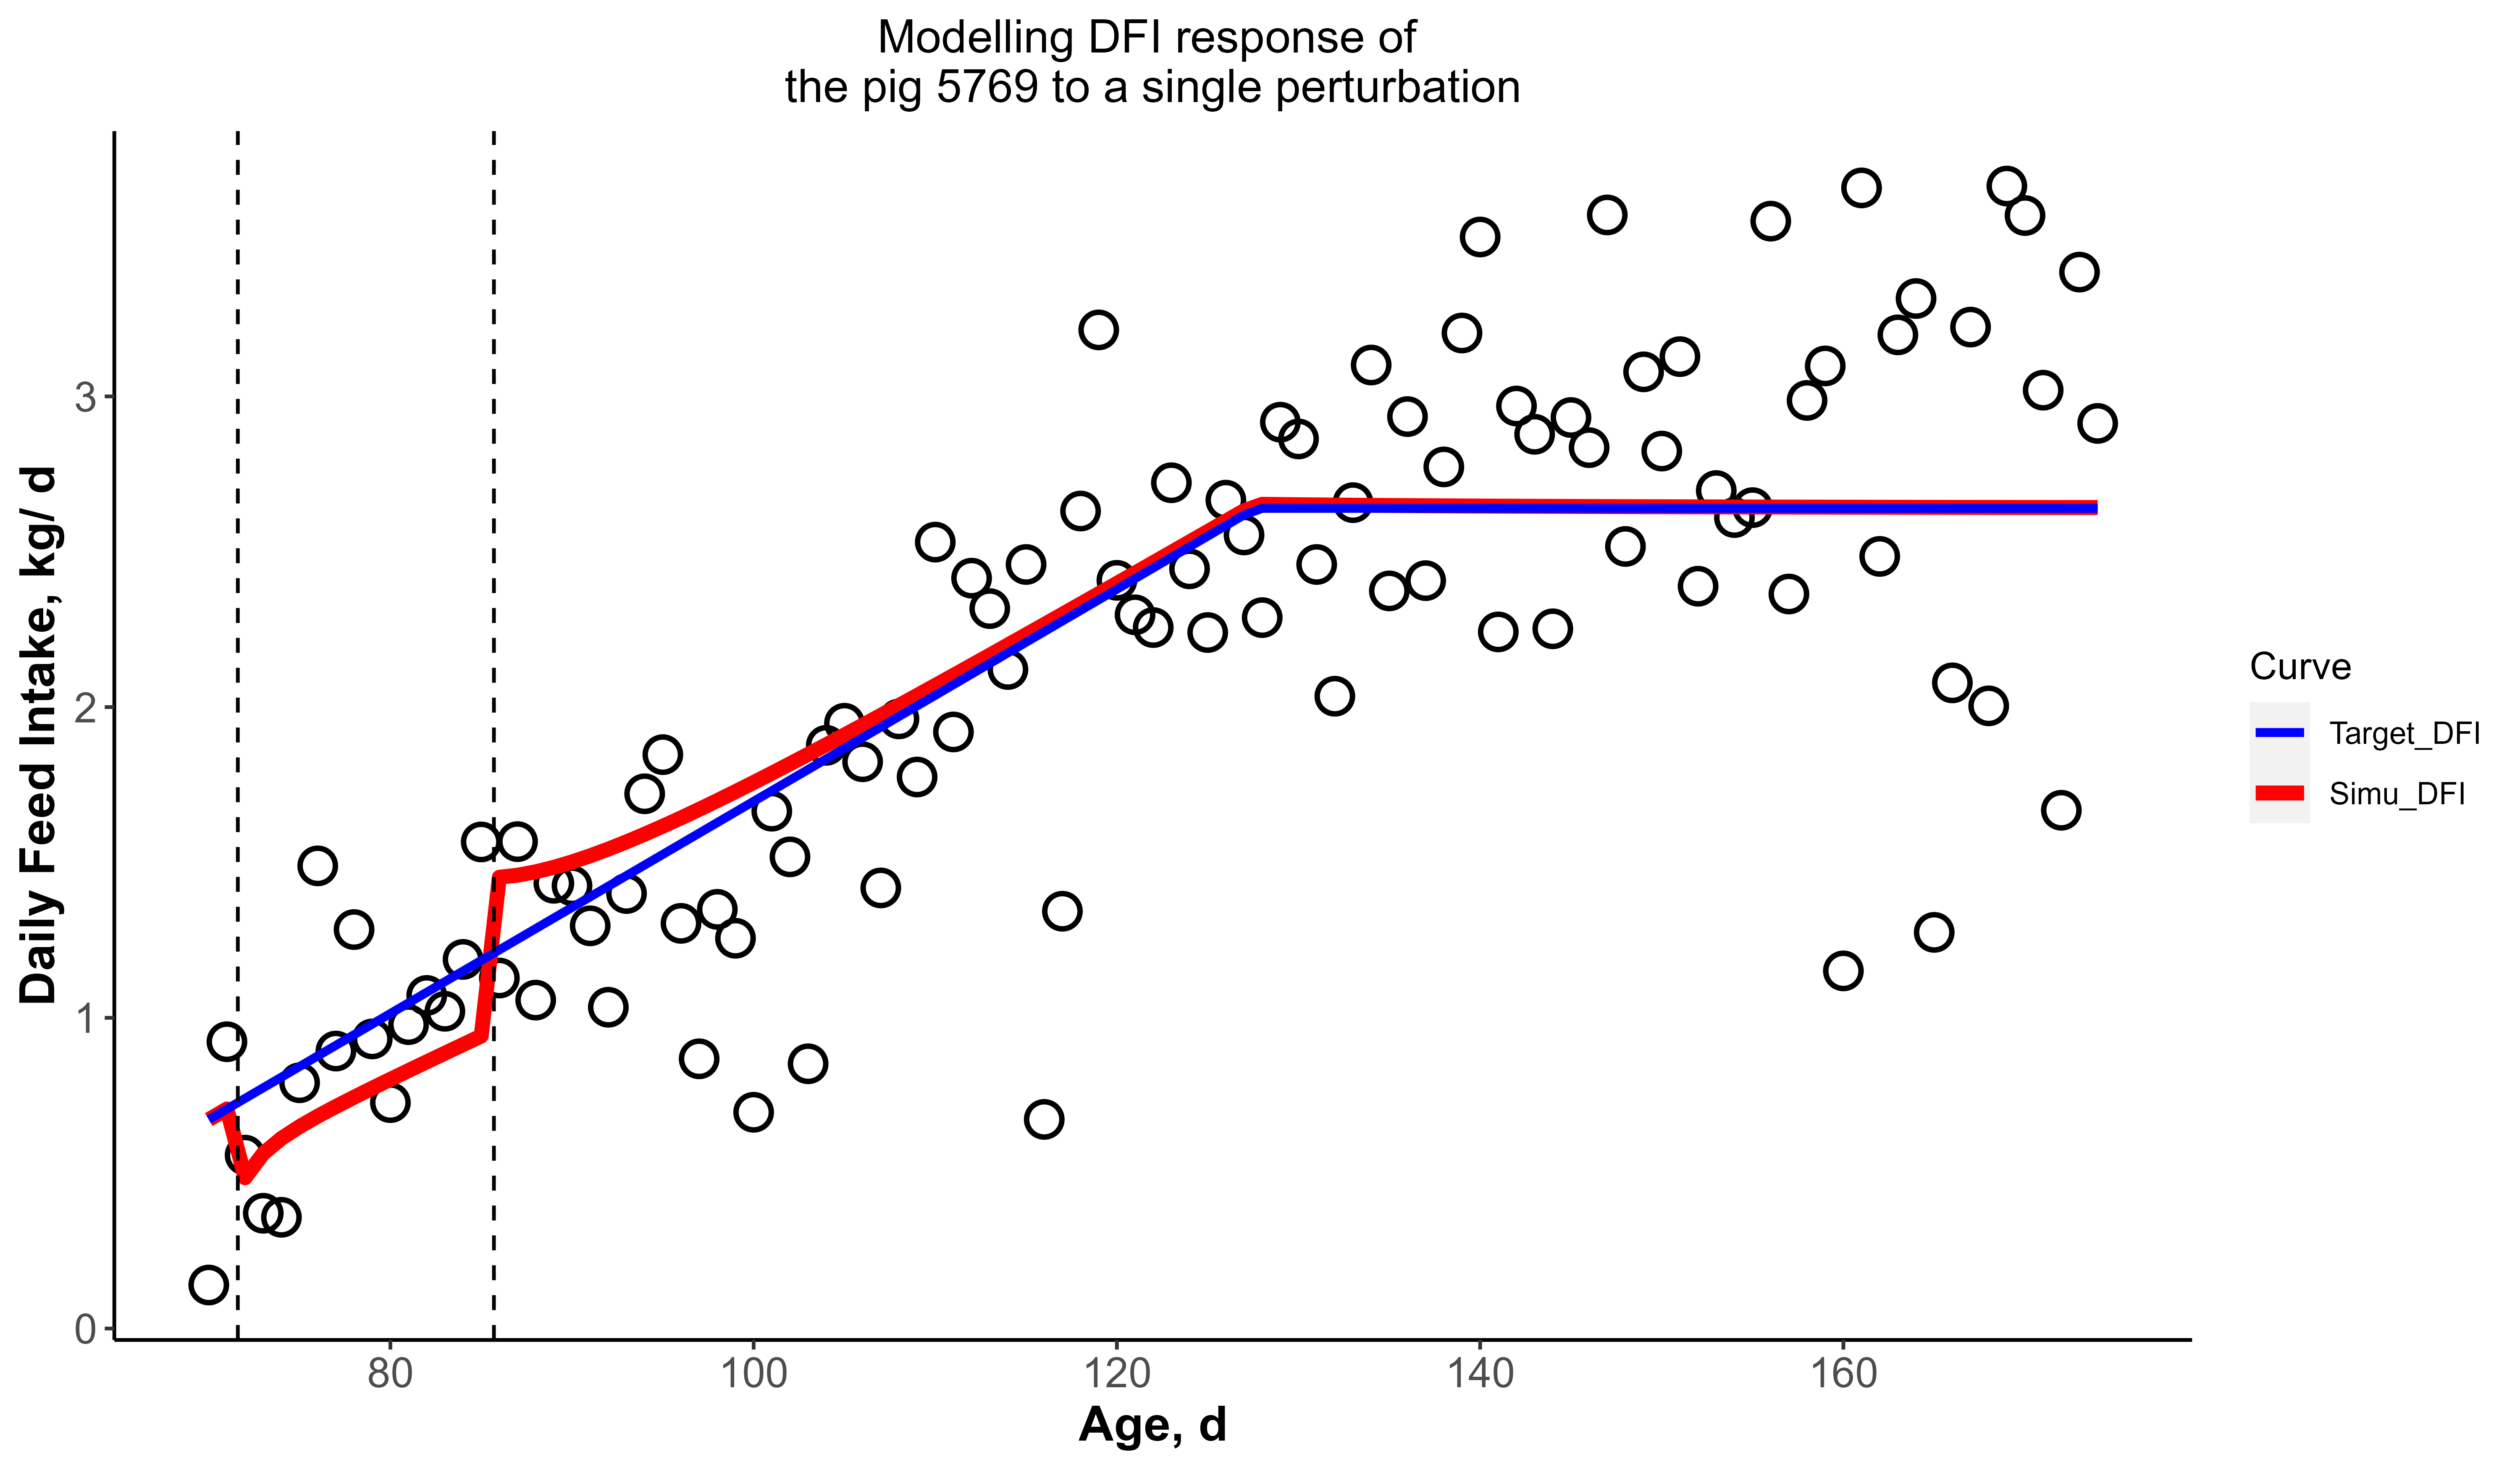 Modelling DFI response of
the pig 5769 to a single perturbation
Daily Feed Intake, kg/ d
3
2
1
0
80
100
120
140
160
Age, d
Curve
Target_DFI
Simu_DFI